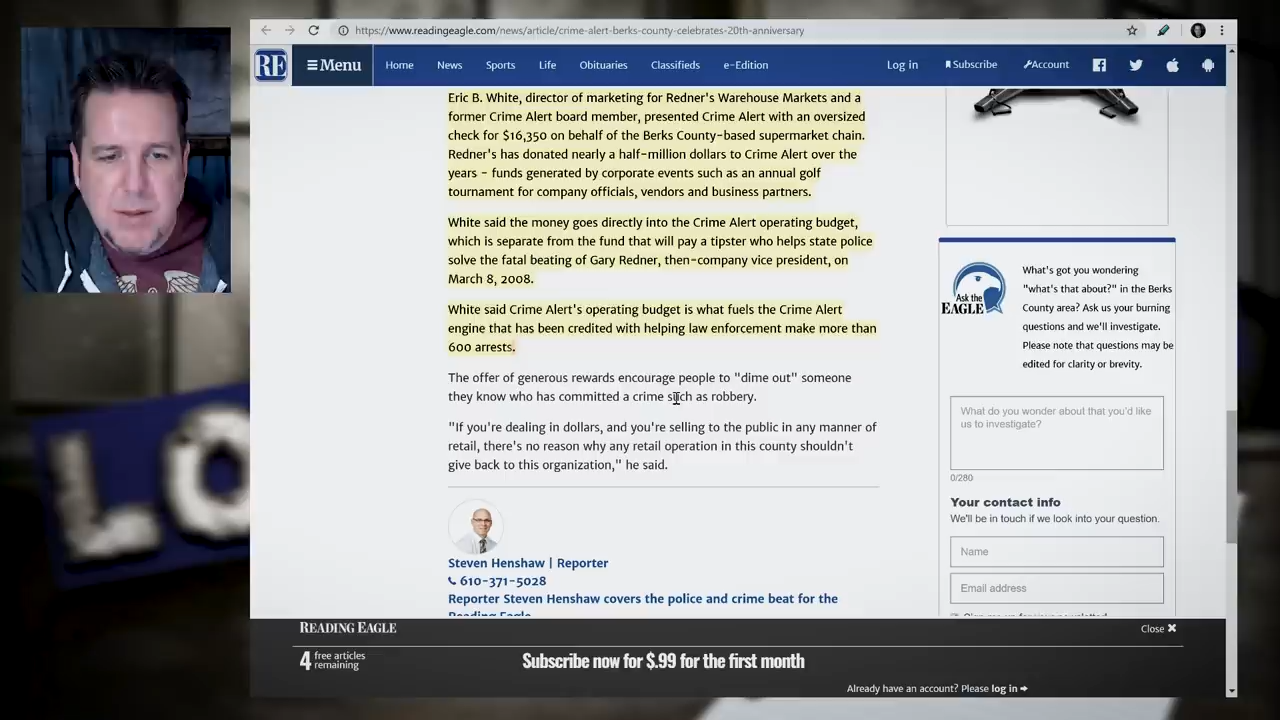 https://www.readingeagle.com/news/article/crime-alert-berks-county-celebrates-20th-anniversary
RE
Menu
Home
News
Sports
Life
Obituaries
Classifieds
e-Edition
Log in
Subscribe
Account
Eric B. White, director of marketing for Redner's Warehouse Markets and a
former Crime Alert board member, presented Crime Alert with an oversized
check for $16,350 on behalf of the Berks County-based supermarket chain.
Redner's has donated nearly a half-million dollars to Crime Alert over the
years - funds generated by corporate events such as an annual golf
tournament for company officials, vendors and business partners.
White said the money goes directly into the Crime Alert operating budget,
which is separate from the fund that will pay a tipster who helps state police
solve the fatal beating of Gary Redner, then-company vice president, on
March 8, 2008.
White said Crime Alert's operating budget is what fuels the Crime Alert
engine that has been credited with helping law enforcement make more than
600 arrests.
The offer of generous rewards encourage people to "dime out" someone
they know who has committed a crime such as robbery.
"If you're dealing in dollars, and you're selling to the public in any manner of
retail, there's no reason why any retail operation in this county shouldn't
give back to this organization," he said.
Steven Henshaw | Reporter
610-371-5028
Reporter Steven Henshaw covers the police and crime beat for the
Reading Eagle
Ask the
EAGLE
What's got you wondering
"what's that about?" in the Berks
County area? Ask us your burning
questions and we'll investigate.
Please note that questions may be
edited for clarity or brevity.
What do you wonder about that you'd like
us to investigate?
0/280
Your contact info
We'll be in touch if we look into your question.
Name
Email address
READING EAGLE
Close
4 free articles
remaining
Subscribe now for $.99 for the first month
Already have an account? Please log in
LO